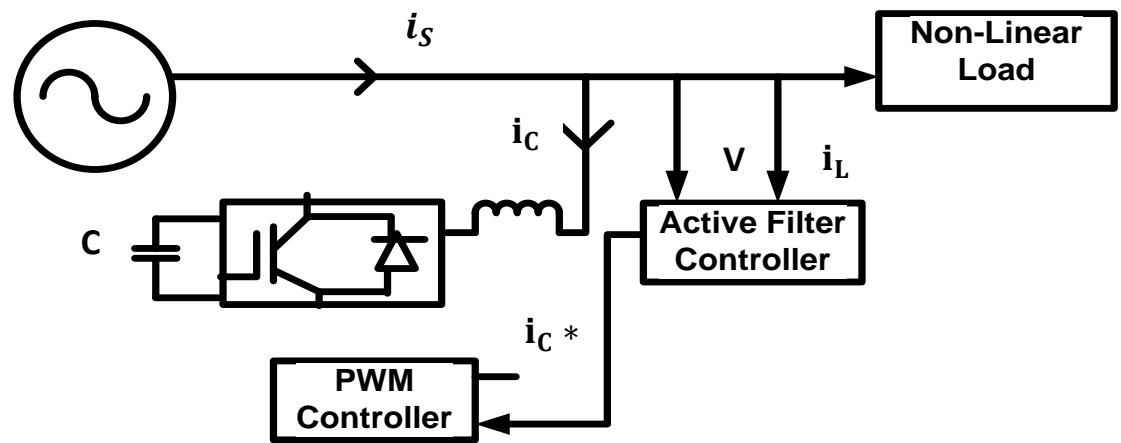 i_S
Non-Linear
Load
i_C
V
i_L
C
Active Filter
Controller
i_C *
PWM
Controller